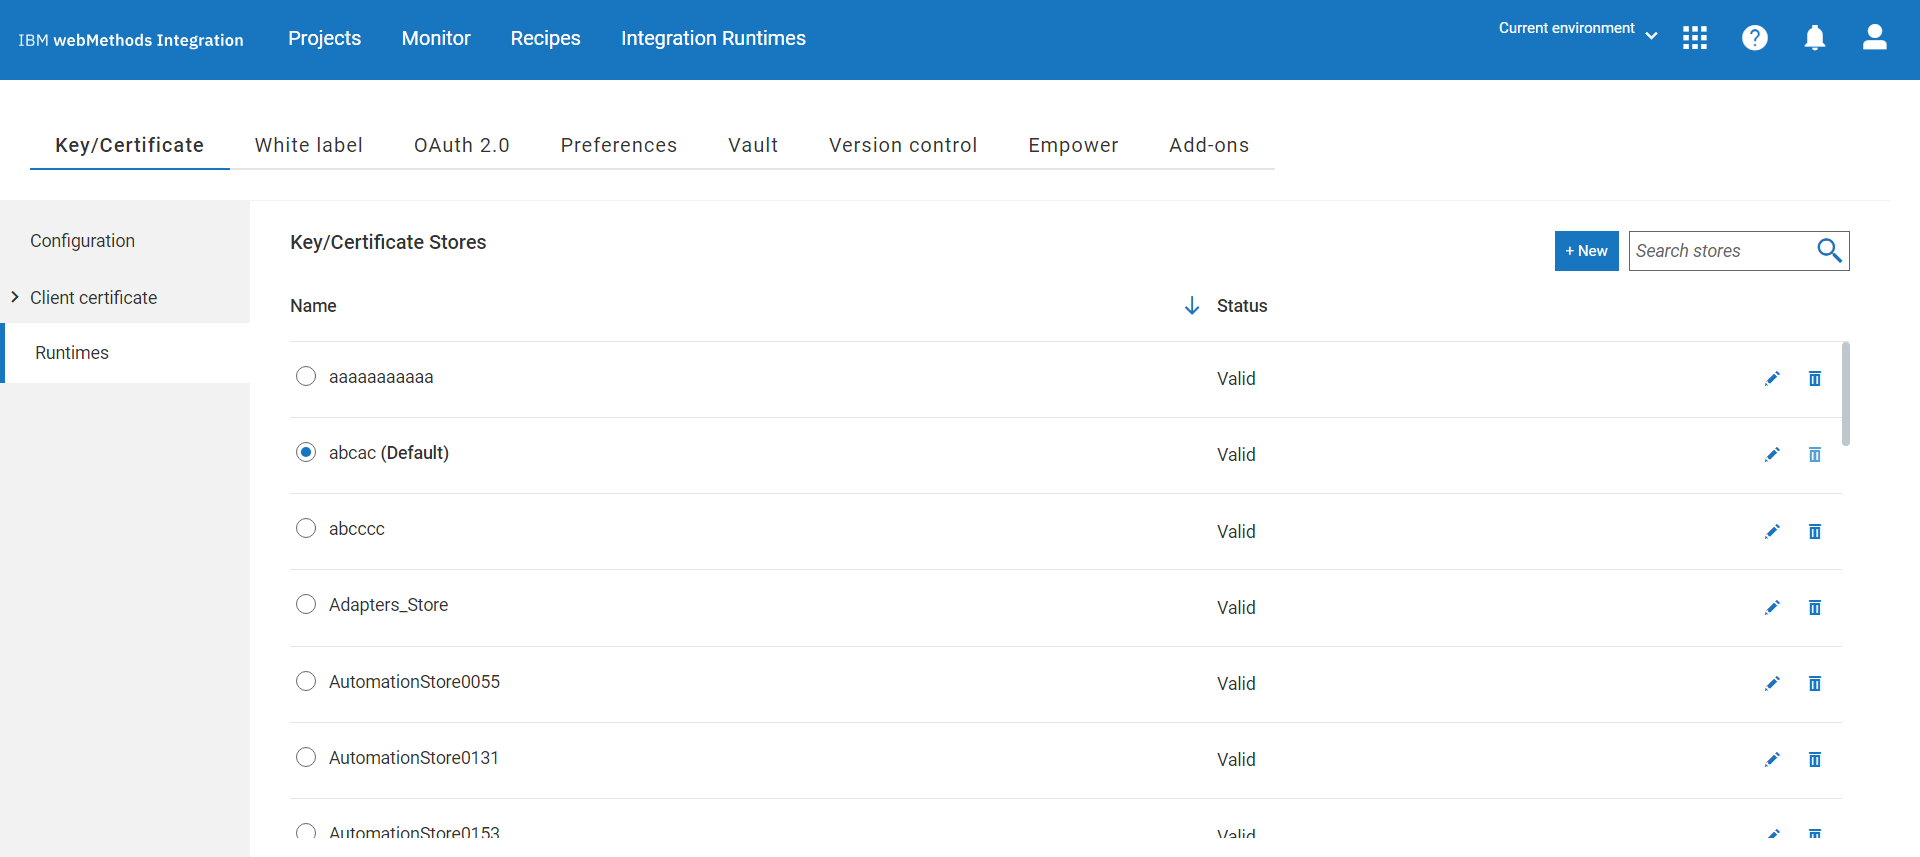 IBM webMethods Integration
Projects
Monitor
Recipes
Integration Runtimes
Current environment
Key/Certificate
White label
OAuth 2.0
Preferences
Vault
Version control
Empower
Add-ons
Configuration
Client certificate
Runtimes
Key/Certificate Stores
+ New
Search stores
Name
Status
aaaaaaaaaaa
Valid
abcac (Default)
Valid
abcccc
Valid
Adapters_Store
Valid
AutomationStore0055
Valid
AutomationStore0131
Valid
AutomationStore0153
Valid